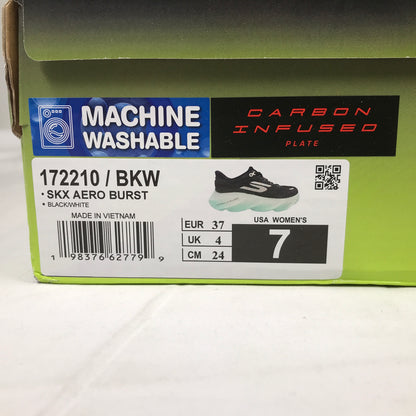 MACHINE
WASHABLE
CARBON
INFUSED
PLATE
172210 / BKW
• SKX AERO BURST
• BLACK/WHITE
MADE IN VIETNAM
1 98376 62779 9
EUR 37
UK 4
CM 24
USA WOMEN'S
7